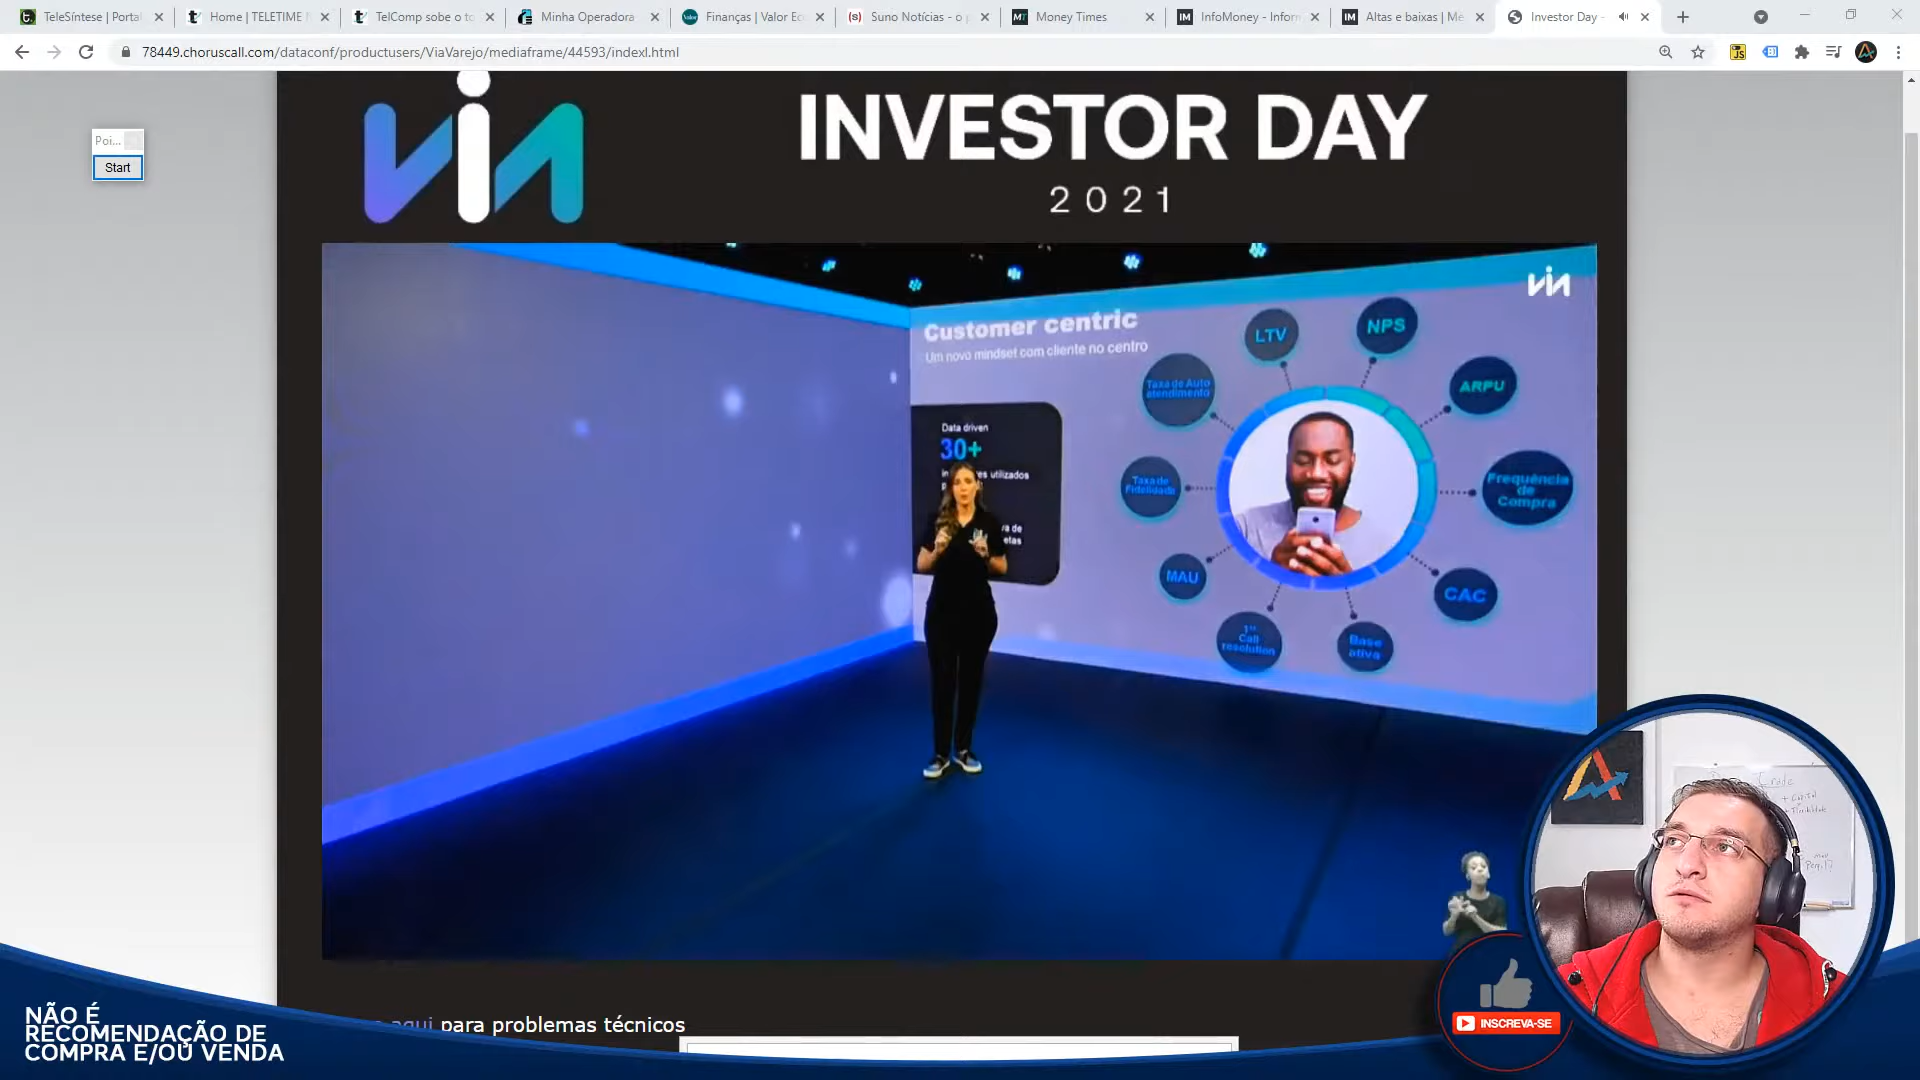 TeleSíntese | Porta
Home | TELETIME
TelComp sobe o to
Minha Operadora
Finanças | Valor Ec
Suno Notícias - o p
Money Times
InfoMoney - Inform
Altas e baixas | Me
Investor Day -
78449.choruscall.com/dataconf/productusers/ViaVarejo/mediaframe/44593/indexl.html
Poi...
Start
via
INVESTOR DAY
2021
via
Customer centric
Um novo mindset com cliente no centro
Data driven
30+
utilizados
LTV
NPS
ARPU
Frequência
de
Compra
CAC
Base
ativa
1st
Call
resolution
MAU
Taxa de
Fidelidade
Taxa de Auto
atendimento
aqui para problemas técnicos
NÃO É
RECOMENDAÇÃO DE
COMPRA E/OU VENDA
INSCREVA-SE